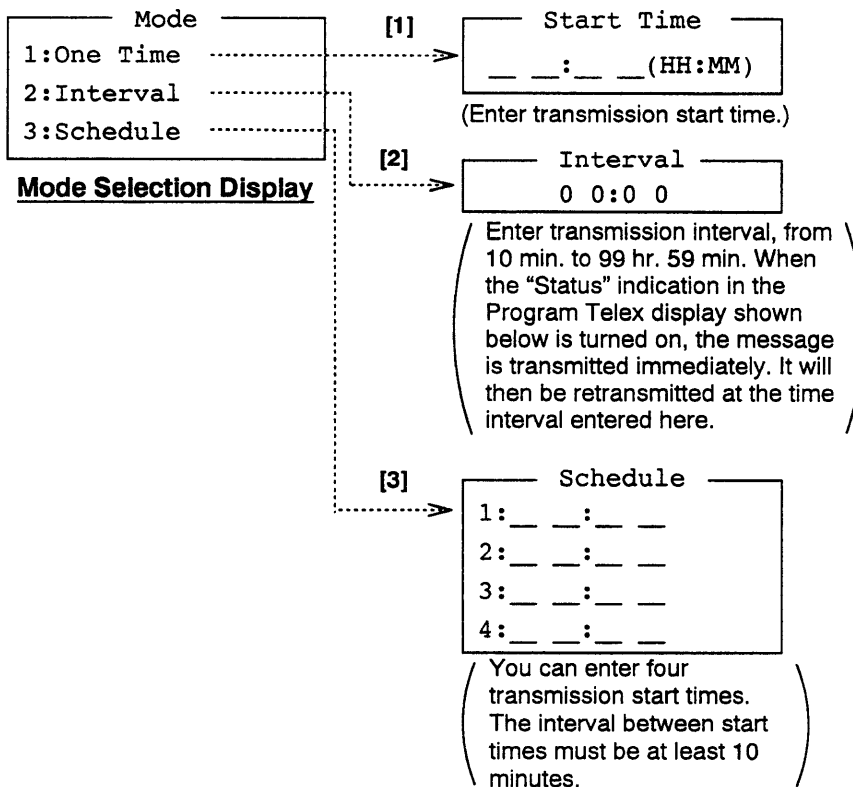 Mode
1:One Time
2:Interval
3:Schedule
Mode Selection Display
[1]
Start Time
__ __:__ __(HH:MM)
(Enter transmission start time.)
[2]
Interval
0 0:0 0
Enter transmission interval, from
10 min. to 99 hr. 59 min. When
the “Status” indication in the
Program Telex display shown
below is turned on, the message
is transmitted immediately. It will
then be retransmitted at the time
interval entered here.
[3]
Schedule
1:__ __:__ __
2:__ __:__ __
3:__ __:__ __
4:__ __:__ __
You can enter four
transmission start times.
The interval between start
times must be at least 10
minutes.